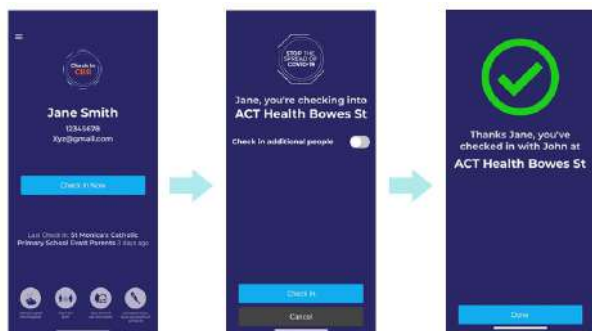 Check In
CBR
Jane Smith
12345678
Xyz@gmail.com
Check In Now
Last Check In: St Monica's Catholic
Primary School Evatt Parents 3 days ago
STOP THE
SPREAD OF
COVID-19
Jane, you're checking into
ACT Health Bowes St
Check in additional people
Check In
Cancel
Thanks Jane, you've
checked in with John at
ACT Health Bowes St
Done